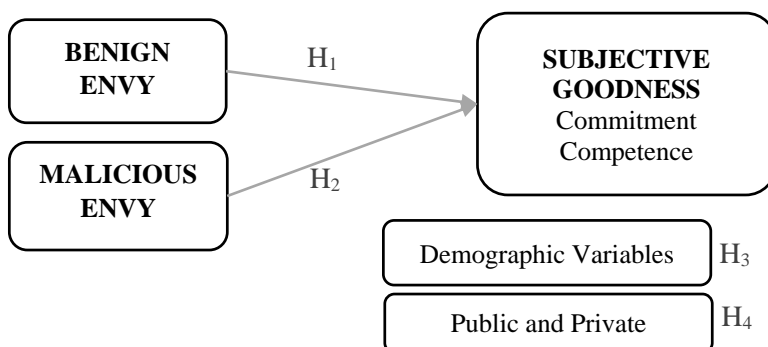 BENIGN
ENVY
H₁
SUBJECTIVE
GOODNESS
Commitment
Competence
MALICIOUS
ENVY
H₂
Demographic Variables
H₃
Public and Private
H₄